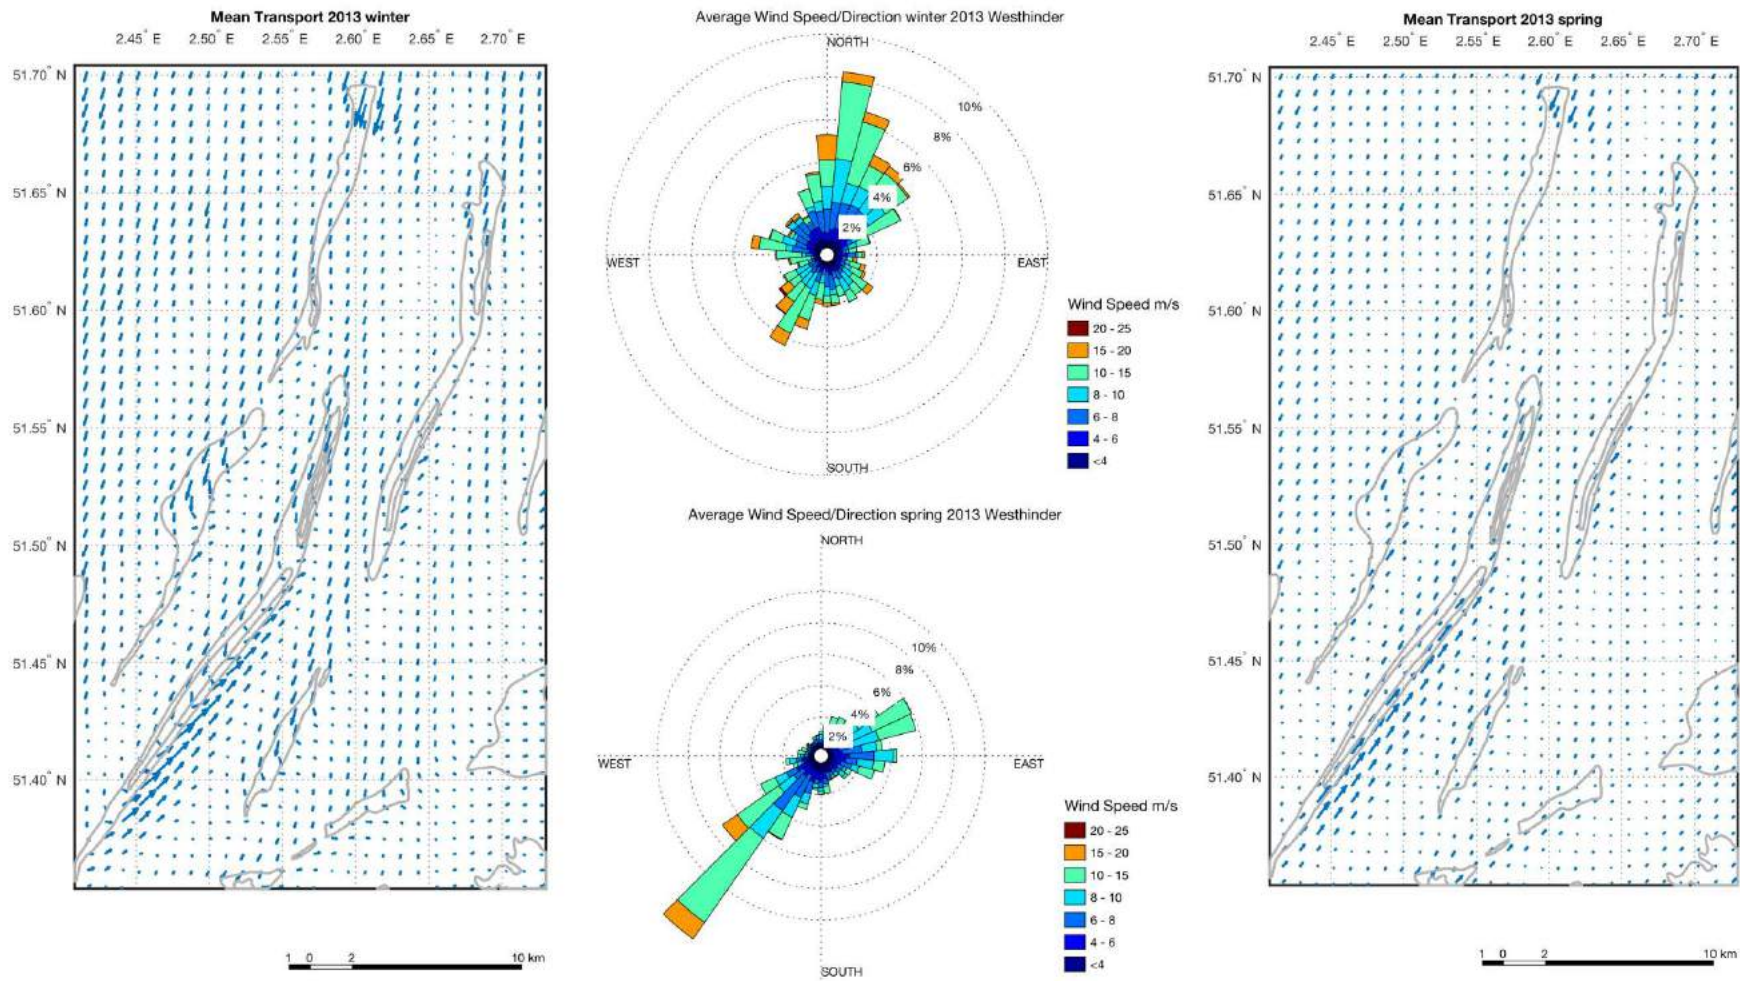 Mean Transport 2013 winter
2.45° E 2.50° E 2.55° E 2.60° E 2.65° E 2.70° E
51.70° N
51.65° N
51.60° N
51.55° N
51.50° N
51.45° N
51.40° N
1 0 2 10 km
Average Wind Speed/Direction winter 2013 Westhinder
NORTH
10%
8%
6%
4%
2%
WEST
EAST
SOUTH
Wind Speed m/s
20 - 25
15 - 20
10 - 15
8 - 10
6 - 8
4 - 6
<4
Average Wind Speed/Direction spring 2013 Westhinder
NORTH
10%
8%
6%
4%
2%
WEST
EAST
SOUTH
Wind Speed m/s
20 - 25
15 - 20
10 - 15
8 - 10
6 - 8
4 - 6
<4
Mean Transport 2013 spring
2.45° E 2.50° E 2.55° E 2.60° E 2.65° E 2.70° E
51.70° N
51.65° N
51.60° N
51.55° N
51.50° N
51.45° N
51.40° N
1 0 2 10 km